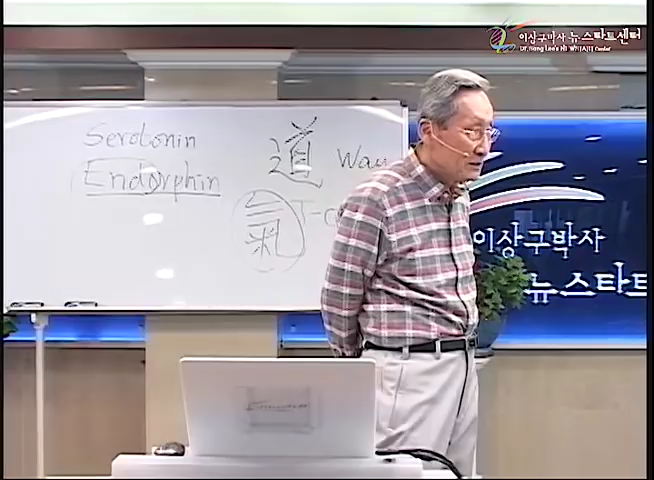 이상구박사 뉴스타트센터
Serotonin
Endorphin
道 Way
氣 T-
이상구박사
뉴스타트